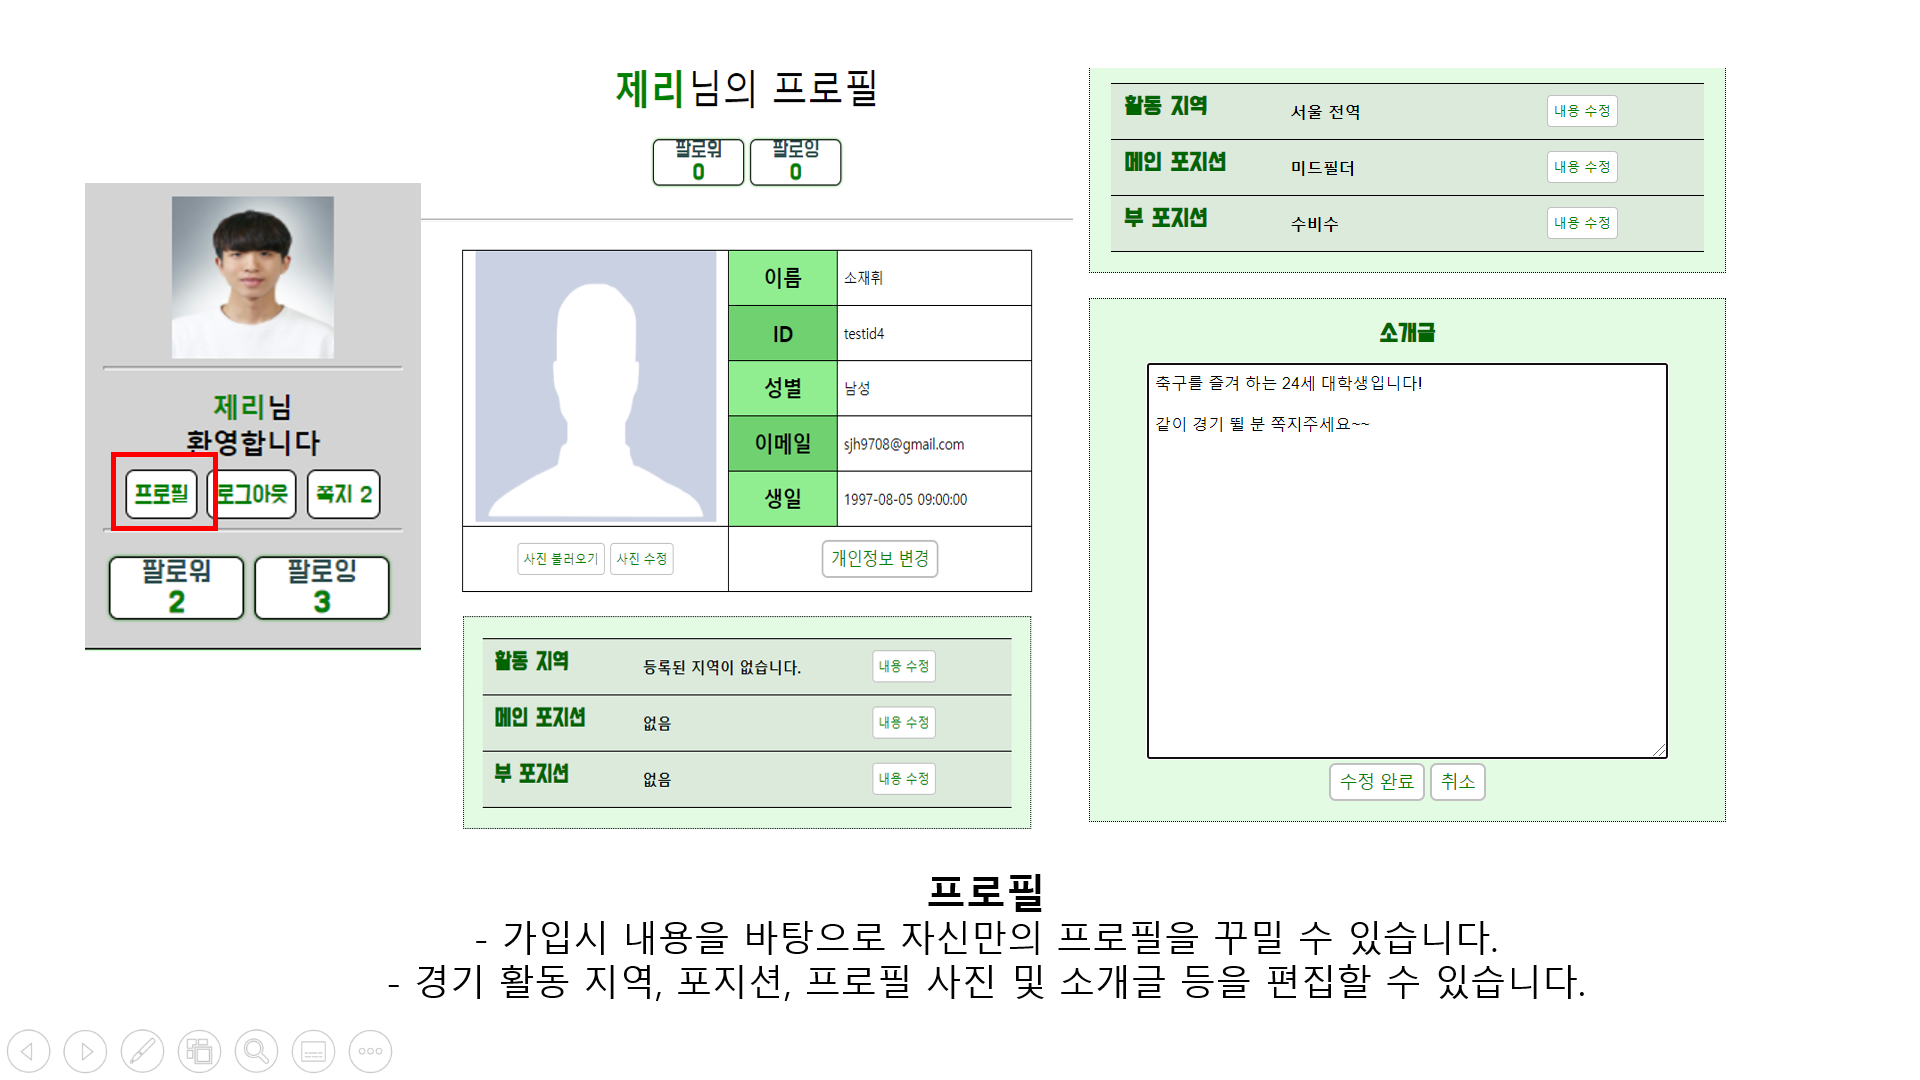 제리님
환영합니다
프로필
로그아웃
쪽지 2
팔로워
2
팔로잉
3
제리님의 프로필
팔로워
0
팔로잉
0
이름 소재휘
ID testid4
성별 남성
이메일 sjh9708@gmail.com
생일 1997-08-05 09:00:00
사진 불러오기 사진 수정 개인정보 변경
활동 지역 등록된 지역이 없습니다. 내용 수정
메인 포지션 없음 내용 수정
부 포지션 없음 내용 수정
활동 지역 서울 전역 내용 수정
메인 포지션 미드필더 내용 수정
부 포지션 수비수 내용 수정
소개글
축구를 즐겨 하는 24세 대학생입니다!
같이 경기 뛸 분 쪽지주세요~~
수정 완료 취소
프로필
- 가입시 내용을 바탕으로 자신만의 프로필을 꾸밀 수 있습니다.
- 경기 활동 지역, 포지션, 프로필 사진 및 소개글 등을 편집할 수 있습니다.